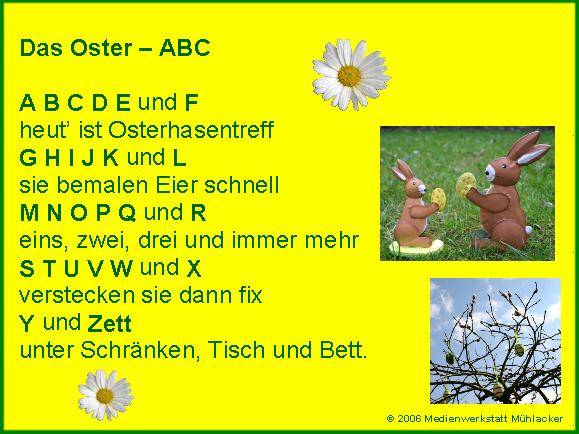 Das Oster – ABC
A B C D E und F
heut’ ist Osterhasentreff
G H I J K und L
sie bemalen Eier schnell
M N O P Q und R
eins, zwei, drei und immer mehr
S T U V W und X
verstecken sie dann fix
Y und Zett
unter Schränken, Tisch und Bett.
© 2006 Medienwerkstatt Mühlacker